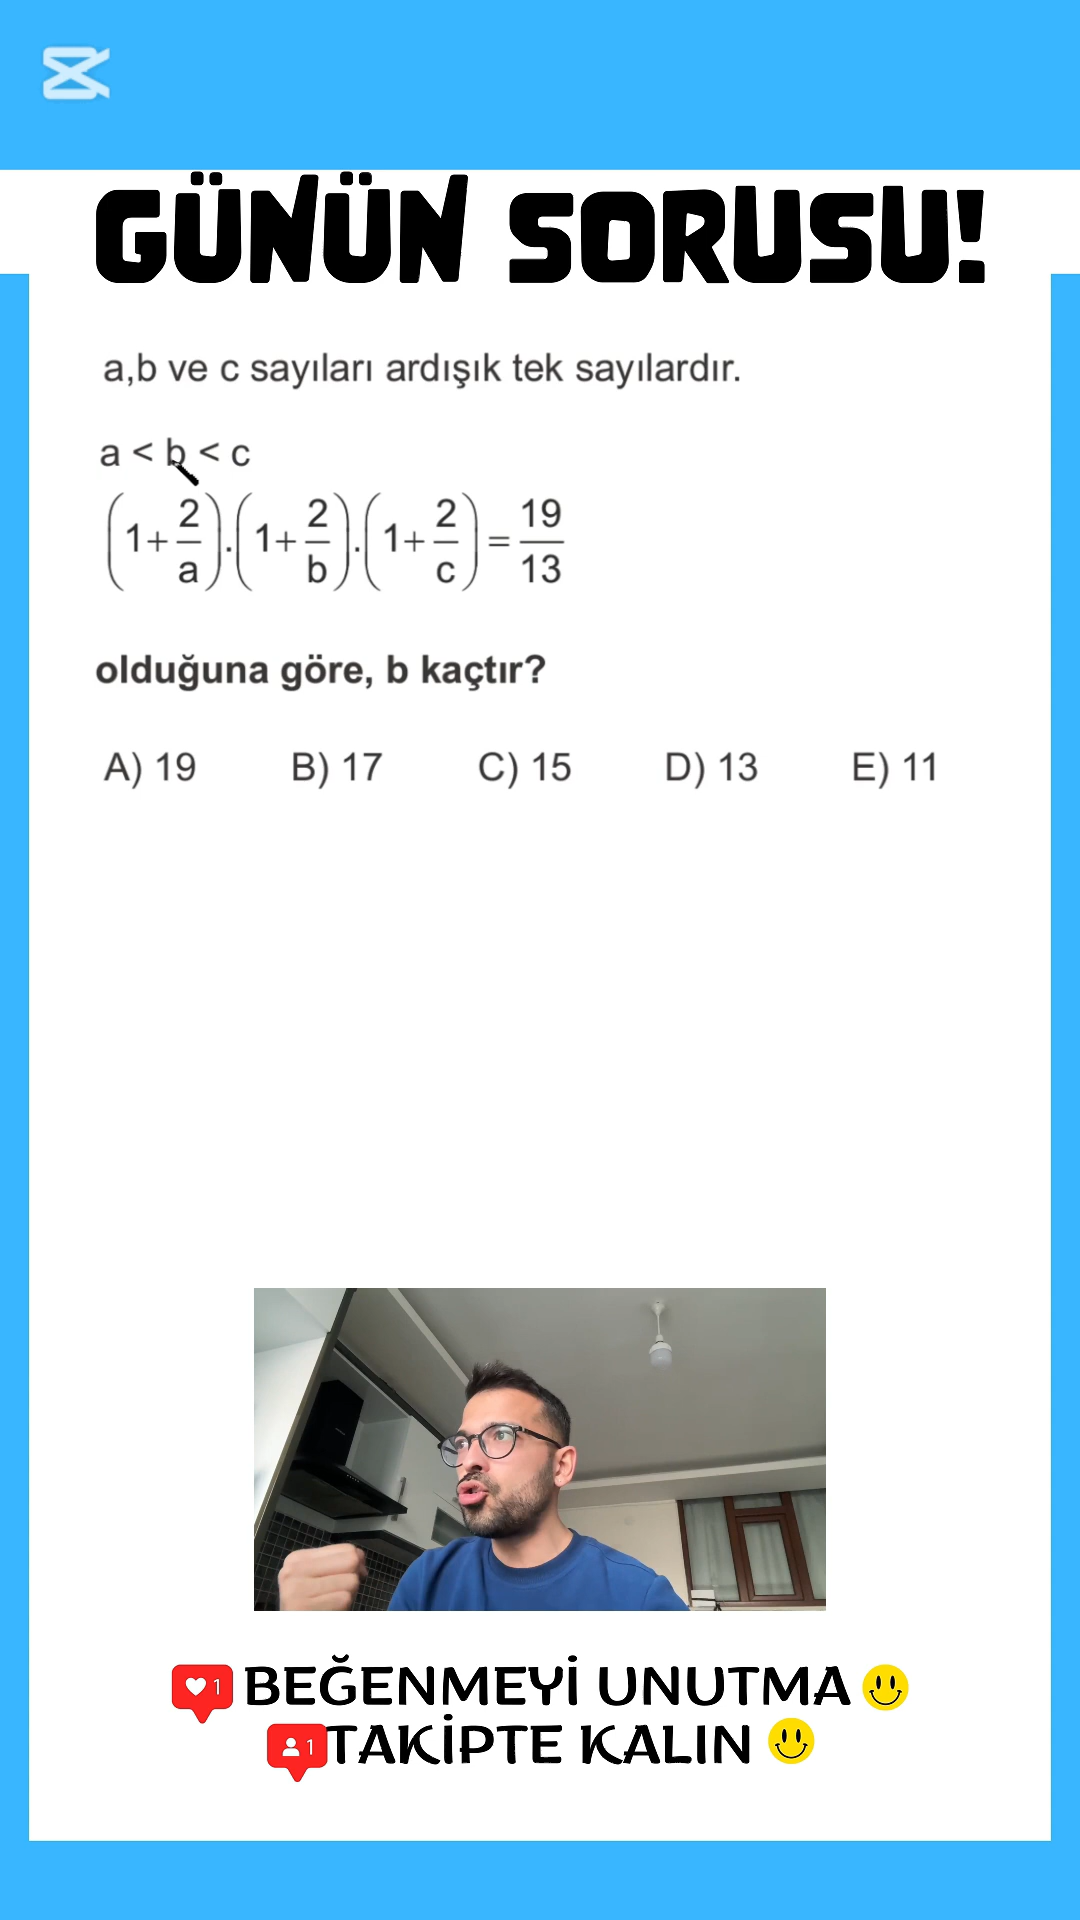 GÜNÜN SORUSU!
a,b ve c sayıları ardışık tek sayılardır.
a < b < c
(1+2/a).(1+2/b).(1+2/c)=19/13
olduğuna göre, b kaçtır?
A) 19 B) 17 C) 15 D) 13 E) 11
1 BEĞENMEYİ UNUTMA
1 TAKİPTE KALIN